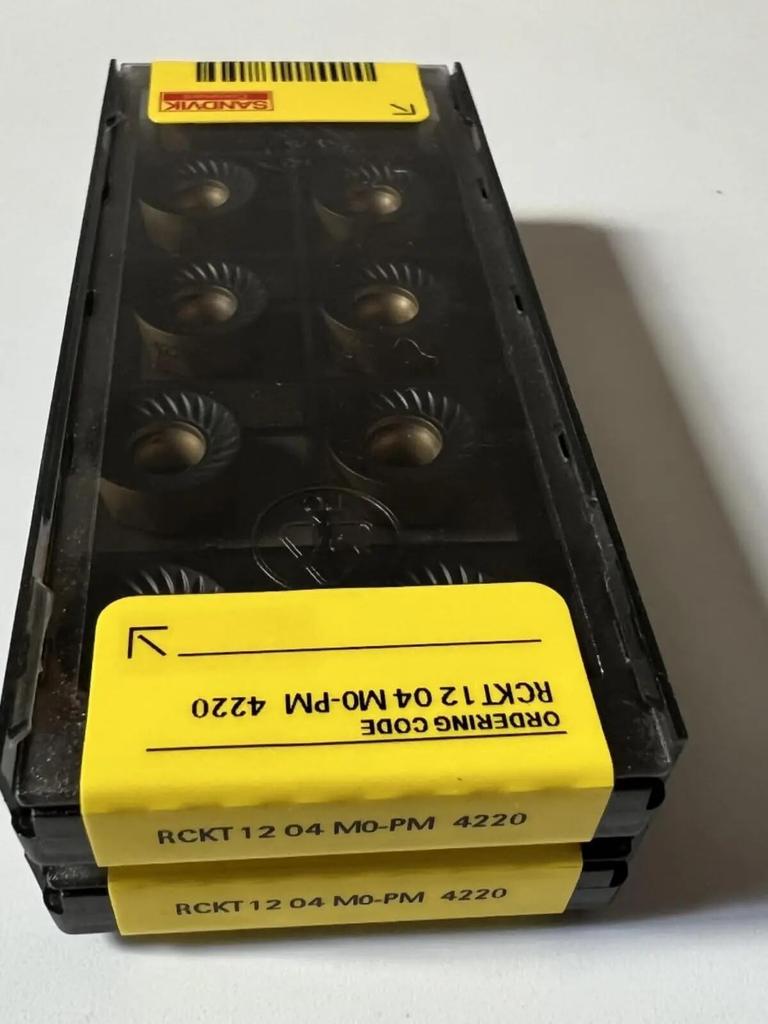 SANDVIK
Coromant
ORDERING CODE
RCKT 12 04 M0-PM 4220
RCKT 12 04 M0-PM 4220
RCKT 12 04 M0-PM 4220